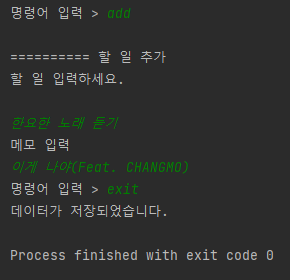 명령어 입력 > add
========== 할 일 추가
할 일 입력하세요.
한요한 노래 듣기
메모 입력
이게 나야(Feat. CHANGMO)
명령어 입력 > exit
데이터가 저장되었습니다.
Process finished with exit code 0